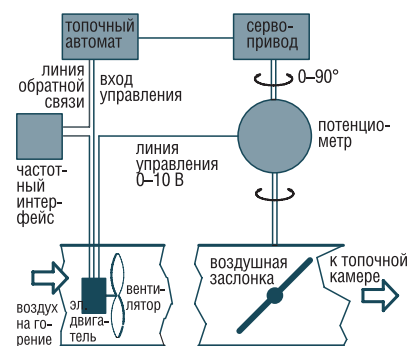 топочный
автомат
серво-
привод
линия
обратной
связи
вход
управления
0–90°
потенцио-
метр
частот-
ный
интер-
фейс
линия
управления
0–10 В
воздух
на го-
рение
эл.
двига-
тель
венти-
лятор
воздушная
заслонка
к топочной
камере